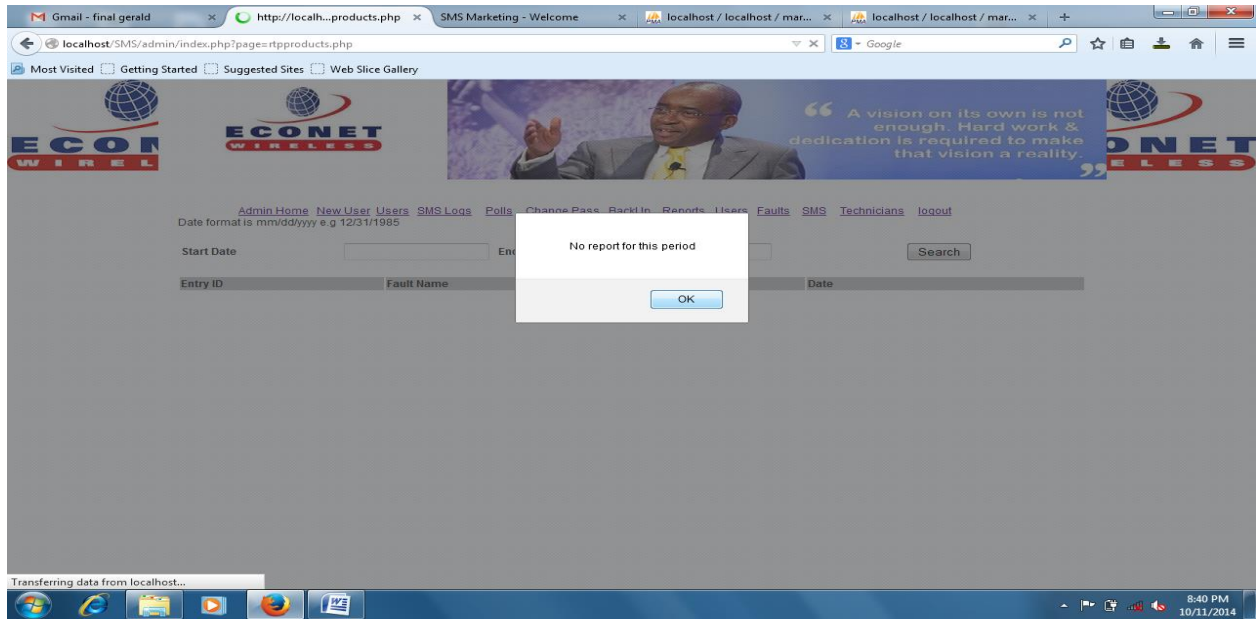 Gmail - final gerald
http://localh...products.php
SMS Marketing - Welcome
localhost / localhost / mar...
localhost / localhost / mar...
localhost/SMS/admin/index.php?page=rtpproducts.php
Google
Most Visited Getting Started Suggested Sites Web Slice Gallery
ECON
WIREL
ECONET
WIRELESS
“ A vision on its own is not
enough. Hard work &
dedication is required to make
that vision a reality. ”
ONET
ELESS
Admin Home New User Users SMS Logs Polls Change Pass BackUp Reports Users Faults SMS Technicians logout
Date format is mm/dd/yyyy e.g 12/31/1985
Start Date
En
Search
No report for this period
OK
Entry ID Fault Name Date
Transferring data from localhost...
8:40 PM
10/11/2014